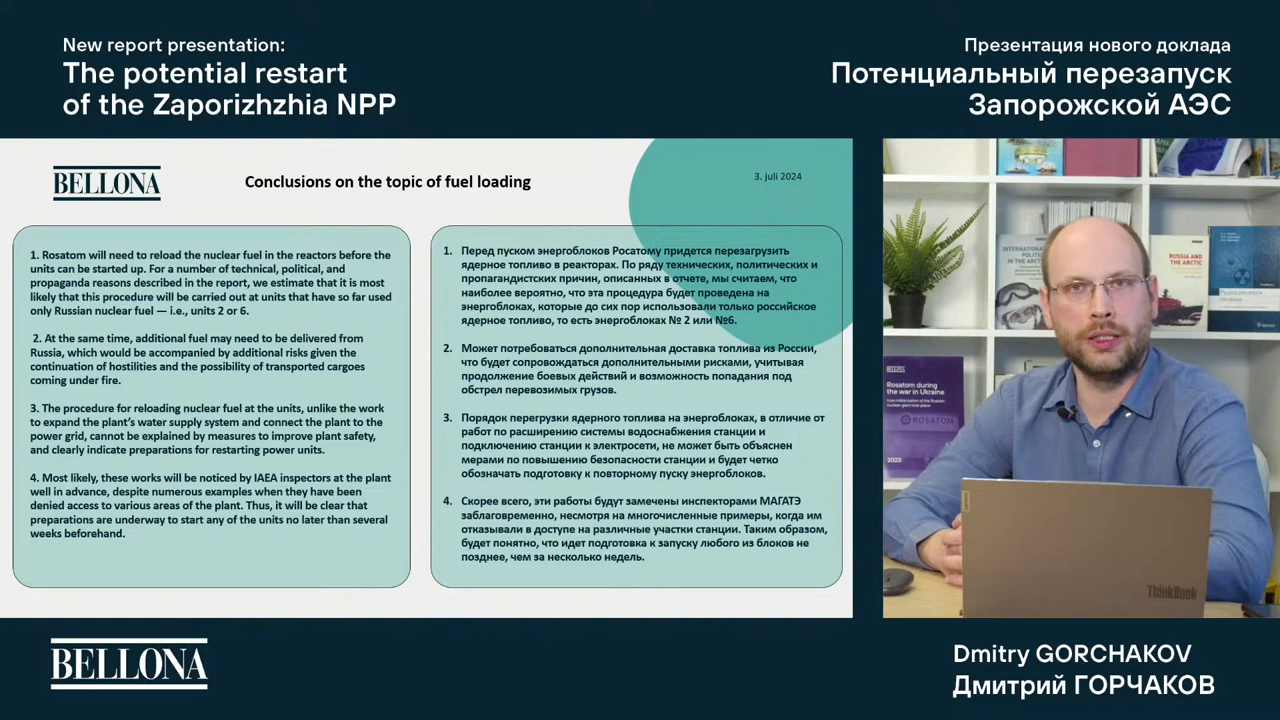 New report presentation:
The potential restart
of the Zaporizhzhia NPP
Презентация нового доклада
Потенциальный перезапуск
Запорожской АЭС
BELLONA
Conclusions on the topic of fuel loading
3. juli 2024
1. Rosatom will need to reload the nuclear fuel in the reactors before the
units can be started up. For a number of technical, political, and
propaganda reasons described in the report, we estimate that it is most
likely that this procedure will be carried out at units that have so far used
only Russian nuclear fuel — i.e., units 2 or 6.
2. At the same time, additional fuel may need to be delivered from
Russia, which would be accompanied by additional risks given the
continuation of hostilities and the possibility of transported cargoes
coming under fire.
3. The procedure for reloading nuclear fuel at the units, unlike the work
to expand the plant's water supply system and connect the plant to the
power grid, cannot be explained by measures to improve plant safety,
and clearly indicate preparations for restarting power units.
4. Most likely, these works will be noticed by IAEA inspectors at the plant
well in advance, despite numerous examples when they have been
denied access to various areas of the plant. Thus, it will be clear that
preparations are underway to start any of the units no later than several
weeks beforehand.
1. Перед пуском энергоблоков Росатому придется перезагрузить
ядерное топливо в реакторах. По ряду технических, политических и
пропагандистских причин, описанных в отчете, мы считаем, что
наиболее вероятно, что эта процедура будет проведена на
энергоблоках, которые до сих пор использовали только российское
ядерное топливо, то есть энергоблоках № 2 или №6.
2. Может потребоваться дополнительная доставка топлива из России,
что будет сопровождаться дополнительными рисками, учитывая
продолжение боевых действий и возможность попадания под
обстрел перевозимых грузов.
3. Порядок перегрузки ядерного топлива на энергоблоках, в отличие от
работ по расширению системы водоснабжения станции и
подключению станции к электросети, не может быть объяснен
мерами по повышению безопасности станции и будет четко
обозначать подготовку к повторному пуску энергоблоков.
4. Скорее всего, эти работы будут замечены инспекторами МАГАТЭ
заблаговременно, несмотря на многочисленные примеры, когда им
отказывали в доступе на различные участки станции. Таким образом,
будет понятно, что идет подготовка к запуску любого из блоков не
позднее, чем за несколько недель.
INTERNATIONAL
POLITICS
IN THE ARCTIC
RUSSIA
AND THE
ARCTIC
BELLONA
Rosatom during
the war in Ukraine
ROSATOM
2023
ThinkBook
BELLONA
Dmitry GORCHAKOV
Дмитрий ГОРЧАКОВ